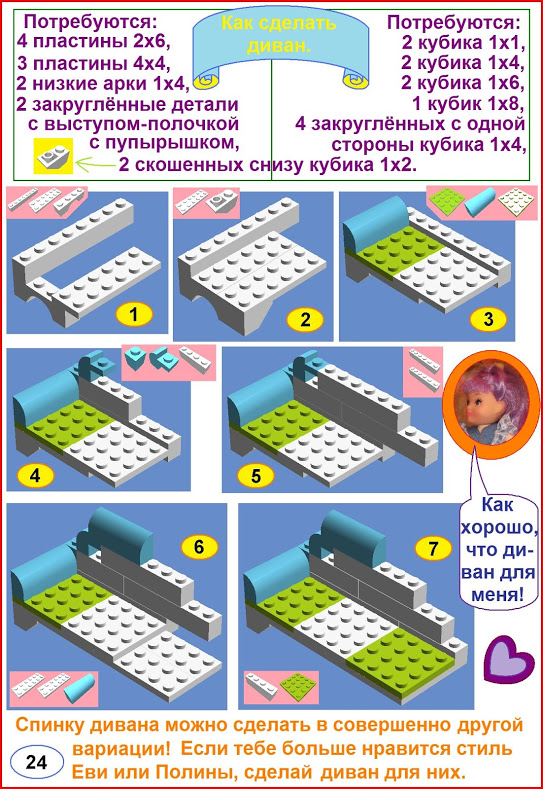 Как сделать
диван.
Потребуются:
4 пластины 2х6,
3 пластины 4х4,
2 низкие арки 1х4,
2 закруглённые детали
с выступом-полочкой
с пупырышком,
2 скошенных снизу кубика 1х2.
Потребуются:
2 кубика 1х1,
2 кубика 1х4,
2 кубика 1х6,
1 кубик 1х8,
4 закруглённых с одной
стороны кубика 1х4,
1
2
3
4
5
Как
хорошо,
что ди-
ван для
меня!
6
7
Спинку дивана можно сделать в совершенно другой
вариации! Если тебе больше нравится стиль
Еви или Полины, сделай диван для них.
24